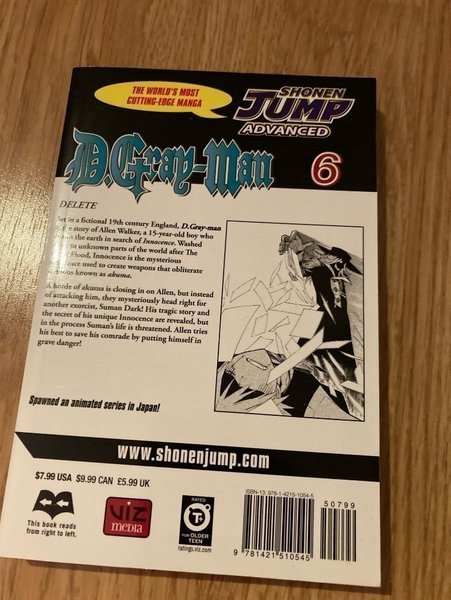 THE WORLD'S MOST
CUTTING-EDGE MANGA
SHONEN
JUMP
ADVANCED
D.Gray-Man
6
DELETE
Set in a fictional 19th century England, D.Gray-man
story of Allen Walker, a 15-year-old boy who
the earth in search of Innocence. Washed
to unknown parts of the world after The
Flood, Innocence is the mysterious
used to create weapons that obliterate
known as akuma.
A horde of akuma is closing in on Allen, but instead
of attacking him, they mysteriously head right for
another exorcist, Suman Dark! His tragic story and
the secret of his unique Innocence are revealed, but
in the process Suman's life is threatened. Allen tries
his best to save his comrade by putting himself in
grave danger!
Spawned an animated series in Japan!
www.shonenjump.com
$7.99 USA $9.99 CAN £5.99 UK
This book reads
from right to left.
VIZ
MEDIA
RATED
T+
FOR OLDER
TEEN
ratings.viz.com
ISBN-13: 978-1-4215-1054-5
50799
9 781421 510545